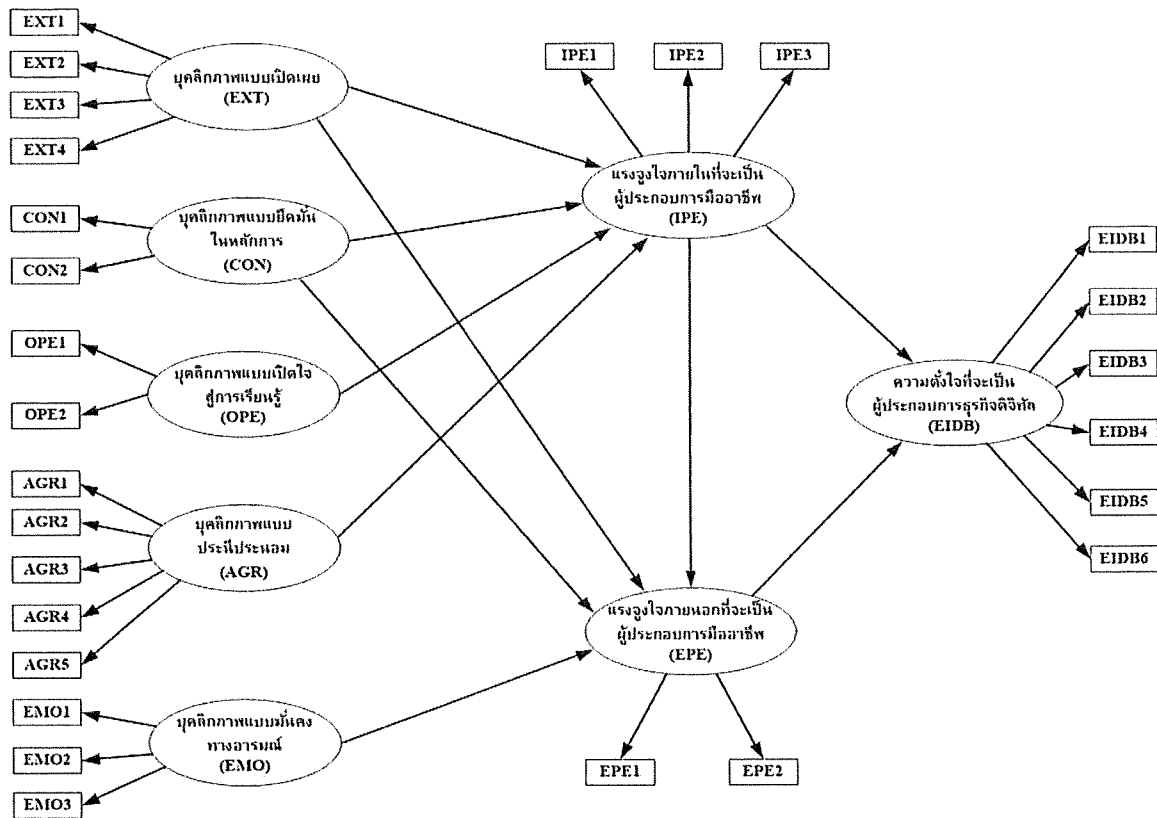 EXT1
EXT2
EXT3
EXT4
บุคลิกภาพแบบเปิดเผย
(EXT)
CON1
CON2
บุคลิกภาพแบบยึดมั่น
ในหลักการ
(CON)
OPE1
OPE2
บุคลิกภาพแบบเปิดใจ
สู่การเรียนรู้
(OPE)
AGR1
AGR2
AGR3
AGR4
AGR5
บุคลิกภาพแบบ
ประนีประนอม
(AGR)
EMO1
EMO2
EMO3
บุคลิกภาพแบบมั่นคง
ทางอารมณ์
(EMO)
IPE1
IPE2
IPE3
แรงจูงใจภายในที่จะเป็น
ผู้ประกอบการมืออาชีพ
(IPE)
แรงจูงใจภายนอกที่จะเป็น
ผู้ประกอบการมืออาชีพ
(EPE)
EPE1
EPE2
ความตั้งใจที่จะเป็น
ผู้ประกอบการธุรกิจดิจิทัล
(EIDB)
EIDB1
EIDB2
EIDB3
EIDB4
EIDB5
EIDB6